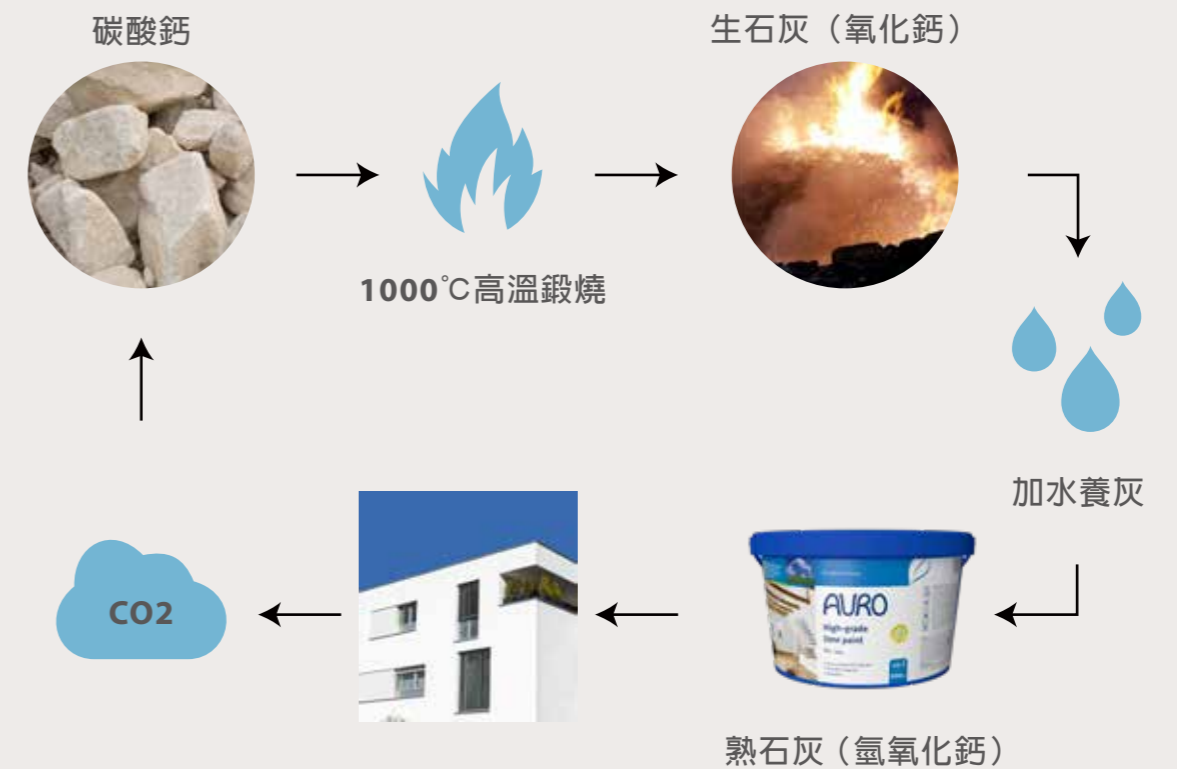 碳酸鈣
生石灰（氧化鈣）
1000℃高溫鍛燒
加水養灰
CO2
AURO
High-grade
lime paint
熟石灰（氫氧化鈣）